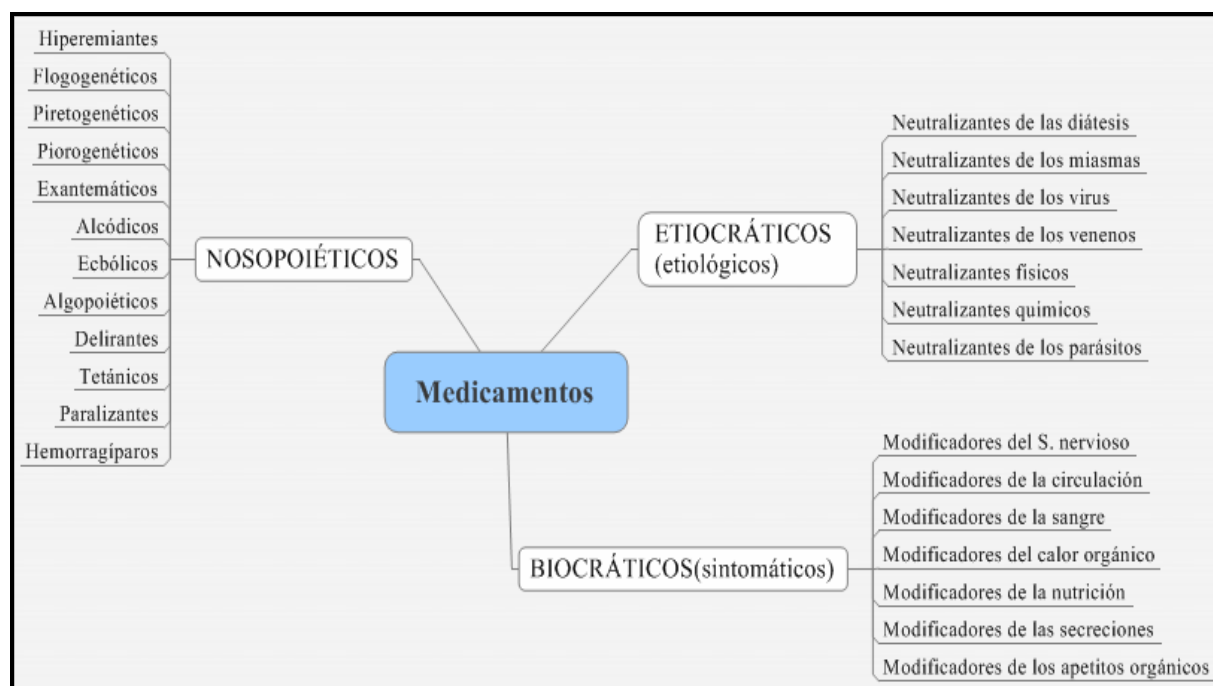 Hiperemiantes
Flogogenéticos
Piretogenéticos
Piorogenéticos
Exantemáticos
Alcódicos
Ecbólicos
Algopoiéticos
Delirantes
Tetánicos
Paralizantes
Hemorragíparos
NOSOPOIÉTICOS
Medicamentos
ETIOCRÁTICOS
(etiológicos)
Neutralizantes de las diátesis
Neutralizantes de los miasmas
Neutralizantes de los virus
Neutralizantes de los venenos
Neutralizantes físicos
Neutralizantes quimicos
Neutralizantes de los parásitos
BIOCRÁTICOS(sintomáticos)
Modificadores del S. nervioso
Modificadores de la circulación
Modificadores de la sangre
Modificadores del calor orgánico
Modificadores de la nutrición
Modificadores de las secreciones
Modificadores de los apetitos orgánicos